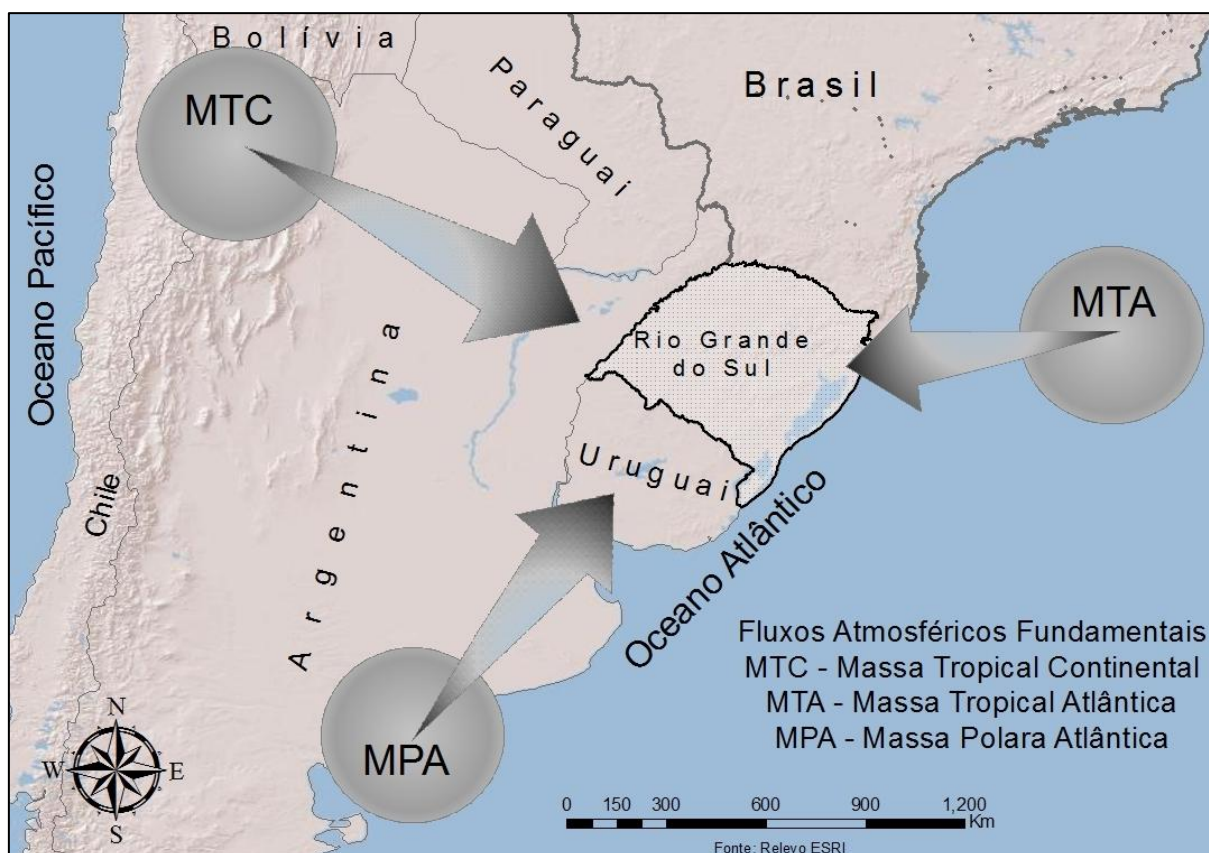 Bolívia
MTC
Paraguai
Brasil
Oceano Pacífico
MTA
Rio Grande
do Sul
Argentina
Uruguai
Chile
Oceano Atlântico
Fluxos Atmosféricos Fundamentais
MTC - Massa Tropical Continental
MTA - Massa Tropical Atlântica
MPA - Massa Polara Atlântica
MPA
N
W
E
S
0 150 300 600 900 1,200
Km
Fonte: Relevo ESRI